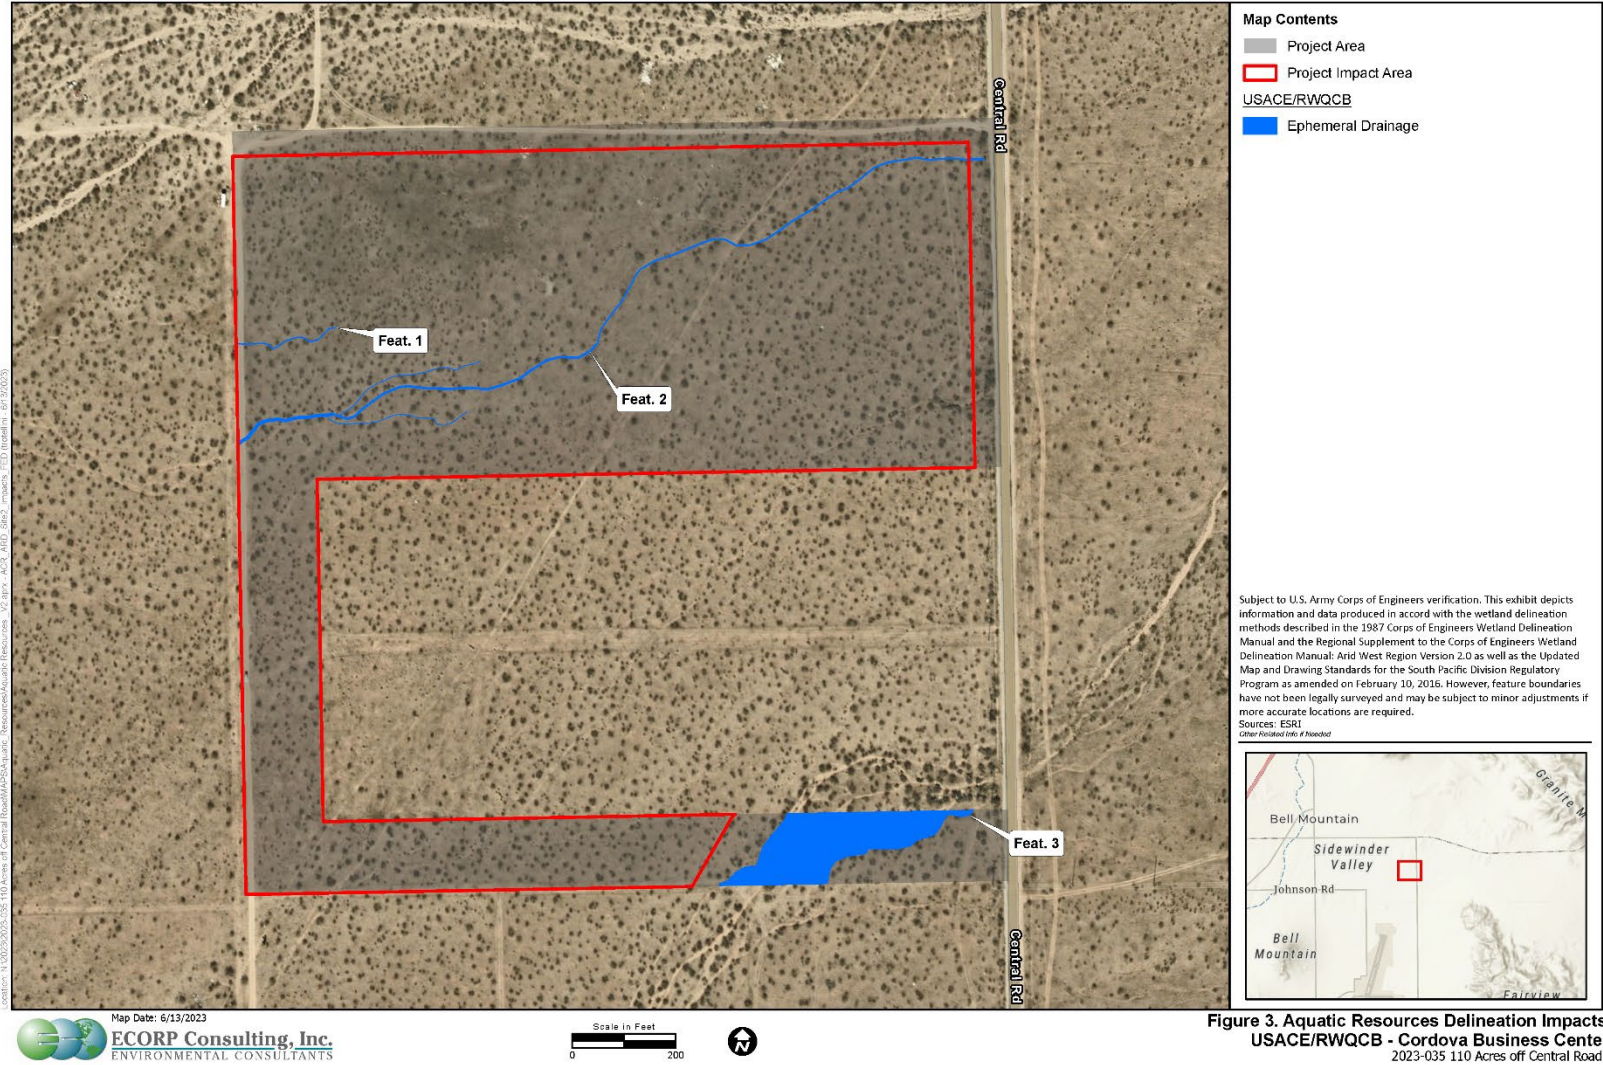 Central Rd
Feat. 1
Feat. 2
Feat. 3
Central Rd
Map Contents
Project Area
Project Impact Area
USACE/RWQCB
Ephemeral Drainage
Subject to U.S. Army Corps of Engineers verification. This exhibit depicts
information and data produced in accord with the wetland delineation
methods described in the 1987 Corps of Engineers Wetland Delineation
Manual and the Regional Supplement to the Corps of Engineers Wetland
Delineation Manual: Arid West Region Version 2.0 as well as the Updated
Map and Drawing Standards for the South Pacific Division Regulatory
Program as amended on February 10, 2016. However, feature boundaries
have not been legally surveyed and may be subject to minor adjustments if
more accurate locations are required.
Sources: ESRI
Other Related Info if Needed
Granite M
Bell Mountain
Sidewinder
Valley
Johnson Rd
Bell
Mountain
Fairview
Map Date: 6/13/2023
ECORP Consulting, Inc.
ENVIRONMENTAL CONSULTANTS
Scale in Feet
0 200
N
Figure 3. Aquatic Resources Delineation Impacts
USACE/RWQCB - Cordova Business Cente
2023-035 110 Acres off Central Road